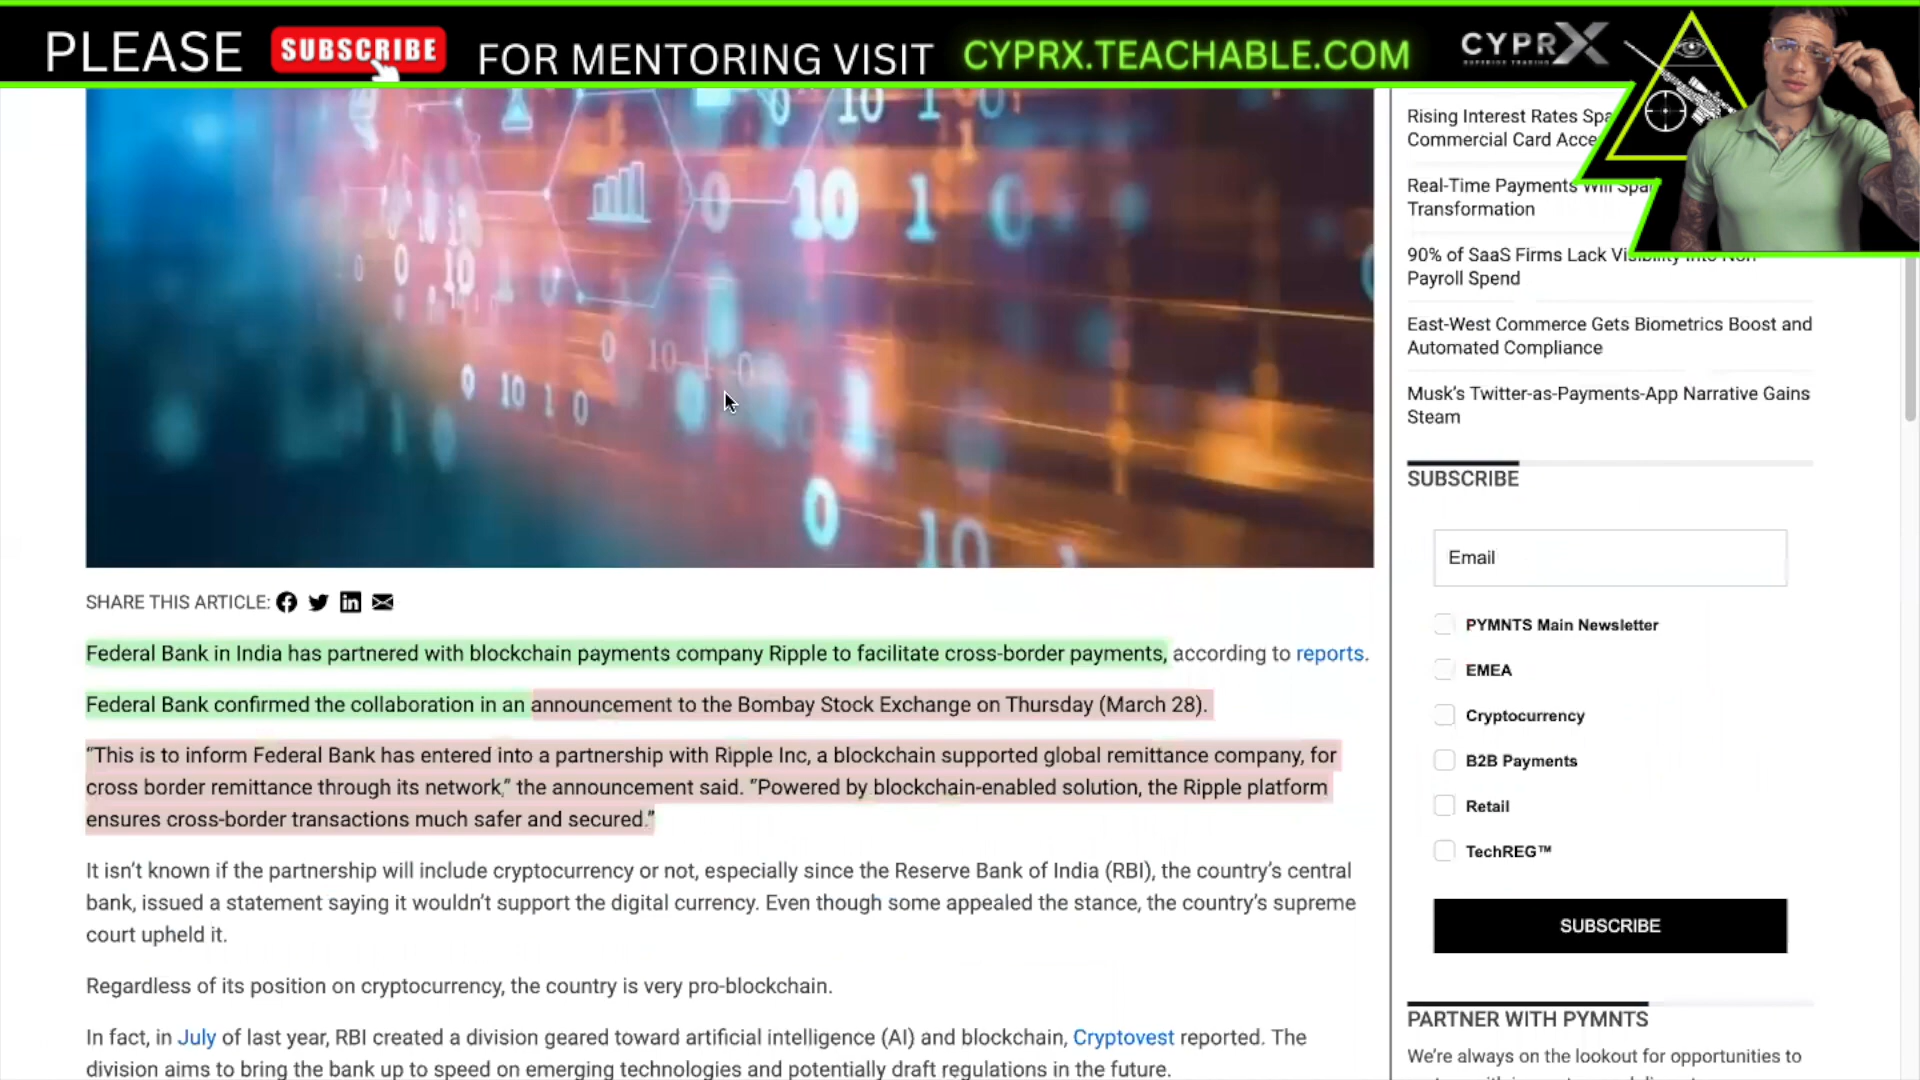 PLEASE SUBSCRIBE FOR MENTORING VISIT CYPRX.TEACHABLE.COM CYPRX
Rising Interest Rates
Commercial Card
Real-Time Payments Will
Transformation
90% of SaaS Firms Lack Visibility Into Non
Payroll Spend
East-West Commerce Gets Biometrics Boost and
Automated Compliance
Musk’s Twitter-as-Payments-App Narrative Gains
Steam
SUBSCRIBE
Email
PYMNTS Main Newsletter
EMEA
Cryptocurrency
B2B Payments
Retail
TechREG™
SUBSCRIBE
PARTNER WITH PYMNTS
We’re always on the lookout for opportunities to
SHARE THIS ARTICLE:
Federal Bank in India has partnered with blockchain payments company Ripple to facilitate cross-border payments, according to reports.
Federal Bank confirmed the collaboration in an announcement to the Bombay Stock Exchange on Thursday (March 28).
“This is to inform Federal Bank has entered into a partnership with Ripple Inc, a blockchain supported global remittance company, for
cross border remittance through its network,” the announcement said. “Powered by blockchain-enabled solution, the Ripple platform
ensures cross-border transactions much safer and secured.”
It isn’t known if the partnership will include cryptocurrency or not, especially since the Reserve Bank of India (RBI), the country’s central
bank, issued a statement saying it wouldn’t support the digital currency. Even though some appealed the stance, the country’s supreme
court upheld it.
Regardless of its position on cryptocurrency, the country is very pro-blockchain.
In fact, in July of last year, RBI created a division geared toward artificial intelligence (AI) and blockchain, Cryptovest reported. The
division aims to bring the bank up to speed on emerging technologies and potentially draft regulations in the future.